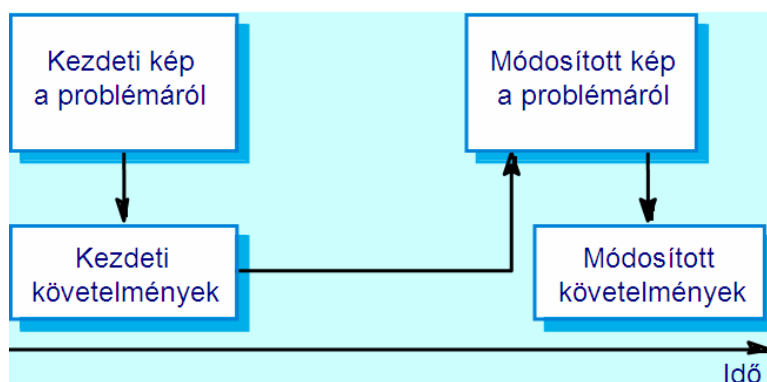 Kezdeti kép
a problémáról
Módosított kép
a problémáról
Kezdeti
követelmények
Módosított
követelmények
Idő